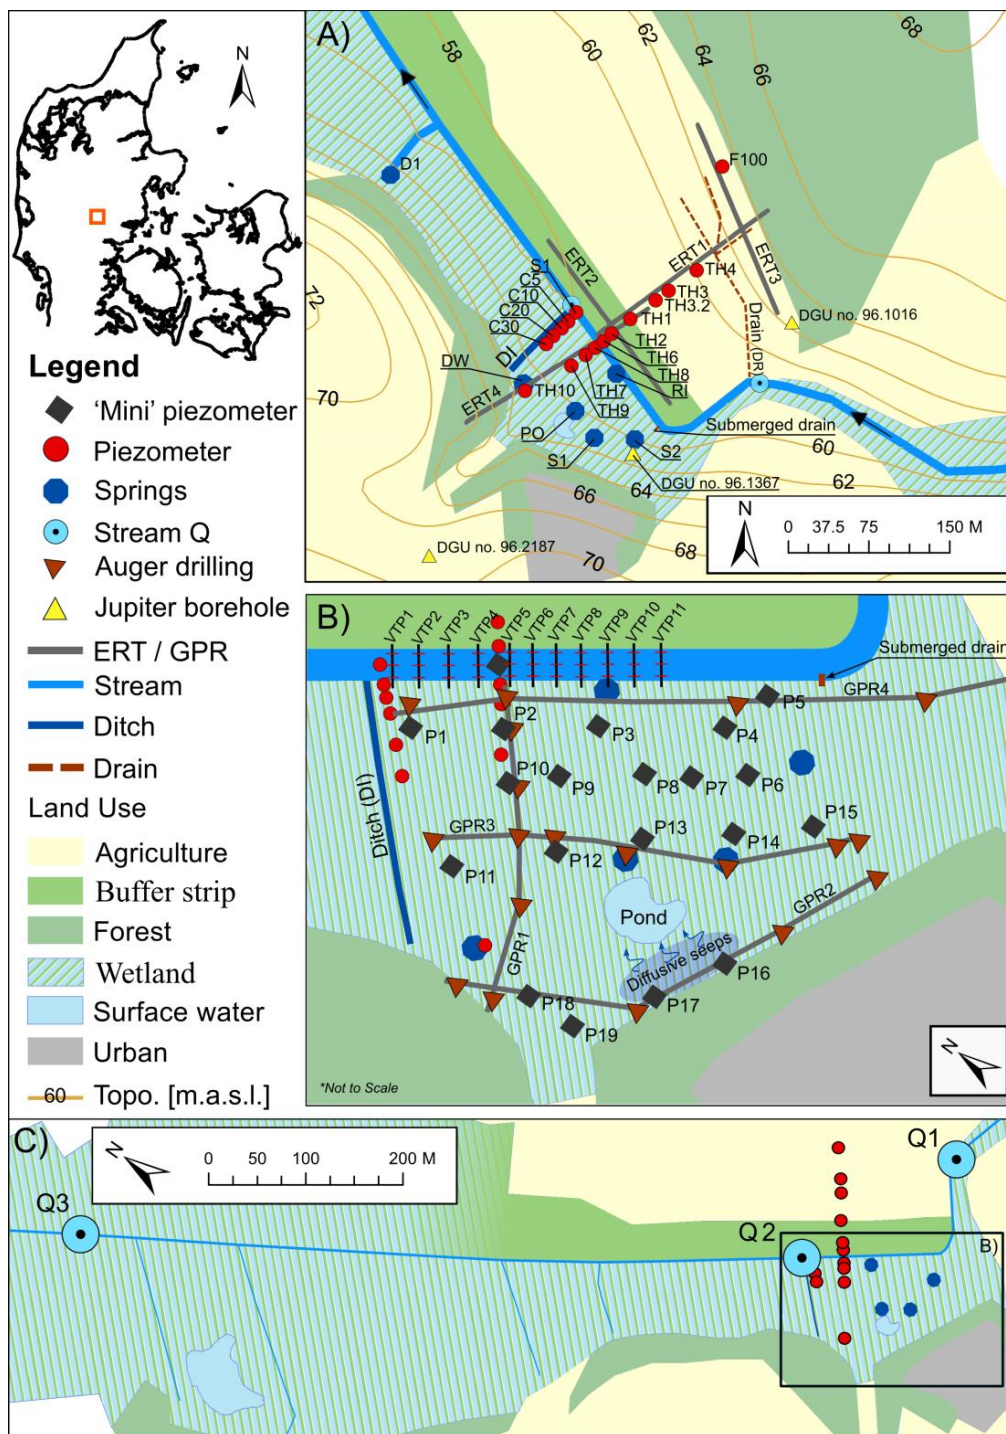 N
Legend
'Mini' piezometer
Piezometer
Springs
Stream Q
Auger drilling
Jupiter borehole
ERT / GPR
Stream
Ditch
Drain
Land Use
Agriculture
Buffer strip
Forest
Wetland
Surface water
Urban
60 Topo. [m.a.s.l.]
A)
58
60
62
64
66
68
D1
F100
ERT1
ERT3
ERT2
S1
C5
C10
C20
C30
DI
TH4
TH3
TH3.2
TH1
TH2
TH6
TH8
RI
TH7
TH9
TH10
DW
ERT4
PO
S1
S2
Drain (DR)
DGU no. 96.1016
Submerged drain
DGU no. 96.1367
DGU no. 96.2187
72
70
66
64
60
62
68
70
N
0 37.5 75 150 M
B)
VTP1
VTP2
VTP3
VTP4
VTP5
VTP6
VTP7
VTP8
VTP9
VTP10
VTP11
Submerged drain
GPR4
P5
P2
P1
P3
P4
P10
P9
P8
P7
P6
P15
Ditch (DI)
GPR3
P13
P14
P12
P11
GPR2
Pond
GPR1
Diffusive seeps
P16
P18
P17
P19
*Not to Scale
N
C)
N
0 50 100 200 M
Q1
Q3
Q2
B)